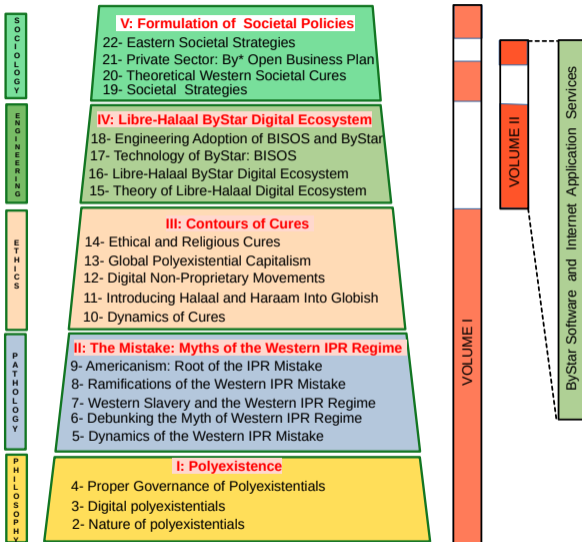 SOCIOLOGY
V: Formulation of Societal Policies
22- Eastern Societal Strategies
21- Private Sector: By* Open Business Plan
20- Theoretical Western Societal Cures
19- Societal Strategies
ENGINEERING
IV: Libre-Halaal ByStar Digital Ecosystem
18- Engineering Adoption of BISOS and ByStar
17- Technology of ByStar: BISOS
16- Libre-Halaal ByStar Digital Ecosystem
15- Theory of Libre-Halaal Digital Ecosystem
ETHICS
III: Contours of Cures
14- Ethical and Religious Cures
13- Global Polyexistential Capitalism
12- Digital Non-Proprietary Movements
11- Introducing Halaal and Haraam Into Globish
10- Dynamics of Cures
PATHOLOGY
II: The Mistake: Myths of the Western IPR Regime
9- Americanism: Root of the IPR Mistake
8- Ramifications of the Western IPR Mistake
7- Western Slavery and the Western IPR Regime
6- Debunking the Myth of Western IPR Regime
5- Dynamics of the Western IPR Mistake
PHILOSOPHY
I: Polyexistence
4- Proper Governance of Polyexistentials
3- Digital polyexistentials
2- Nature of polyexistentials
VOLUME I
VOLUME II
ByStar Software and Internet Application Services